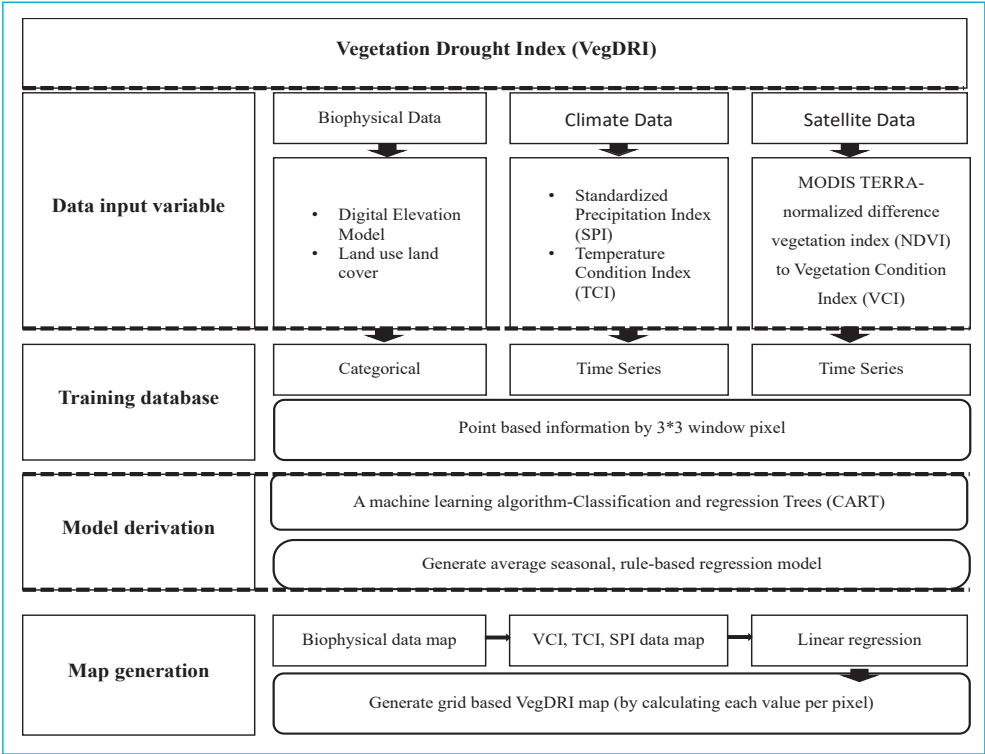 Vegetation Drought Index (VegDRI)
Data input variable
Biophysical Data
Climate Data
Satellite Data
• Digital Elevation
Model
• Land use land
cover
• Standardized
Precipitation Index
(SPI)
• Temperature
Condition Index
(TCI)
MODIS TERRA-
normalized difference
vegetation index (NDVI)
to Vegetation Condition
Index (VCI)
Training database
Categorical
Time Series
Time Series
Point based information by 3*3 window pixel
Model derivation
A machine learning algorithm-Classification and regression Trees (CART)
Generate average seasonal, rule-based regression model
Map generation
Biophysical data map
VCI, TCI, SPI data map
Linear regression
Generate grid based VegDRI map (by calculating each value per pixel)